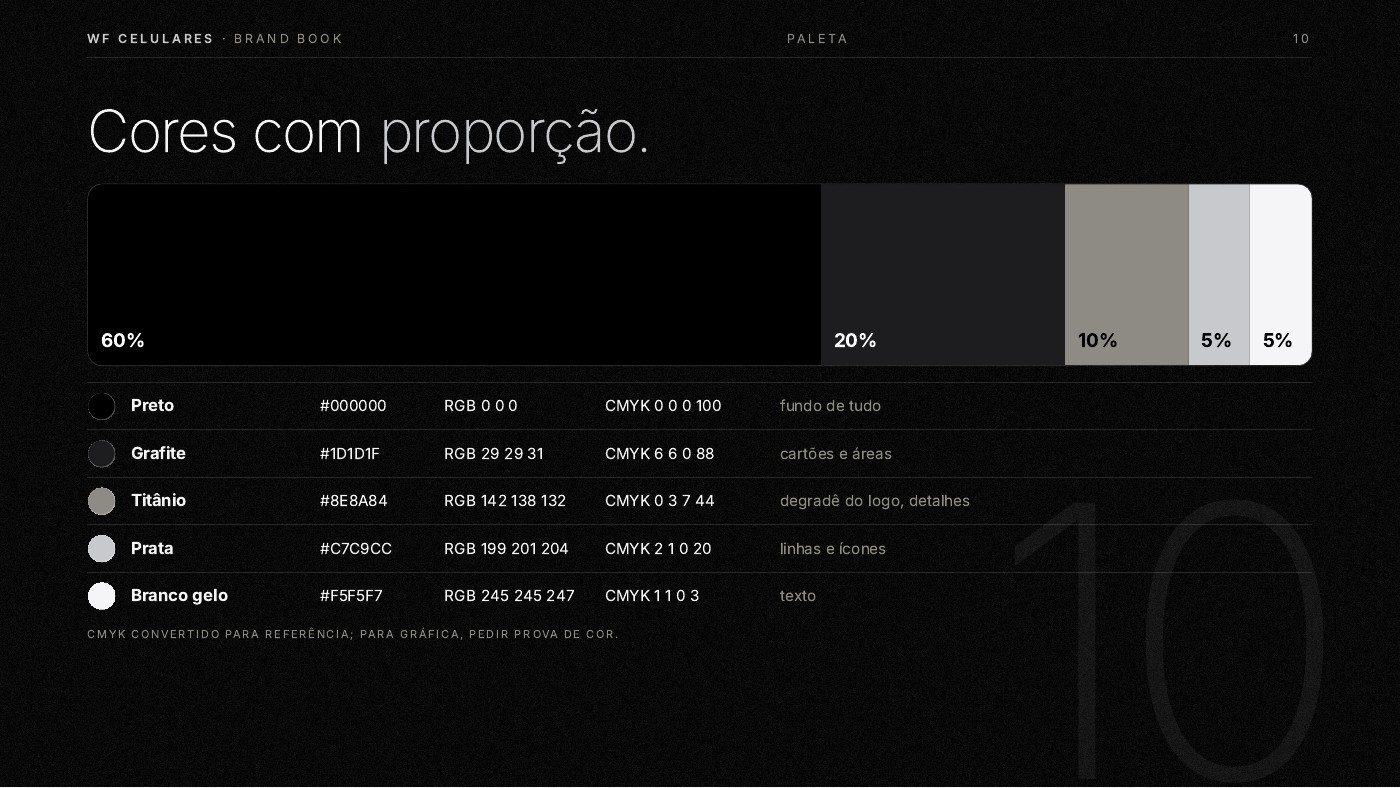 WF CELULARES · BRAND BOOK PALETA 10
Cores com proporção.
60% 20% 10% 5% 5%
Preto #000000 RGB 0 0 0 CMYK 0 0 0 100 fundo de tudo
Grafite #1D1D1F RGB 29 29 31 CMYK 6 6 0 88 cartões e áreas
Titânio #8E8A84 RGB 142 138 132 CMYK 0 3 7 44 degradê do logo, detalhes
Prata #C7C9CC RGB 199 201 204 CMYK 2 1 0 20 linhas e ícones
Branco gelo #F5F5F7 RGB 245 245 247 CMYK 1 1 0 3 texto
CMYK CONVERTIDO PARA REFERÊNCIA; PARA GRÁFICA, PEDIR PROVA DE COR.
10